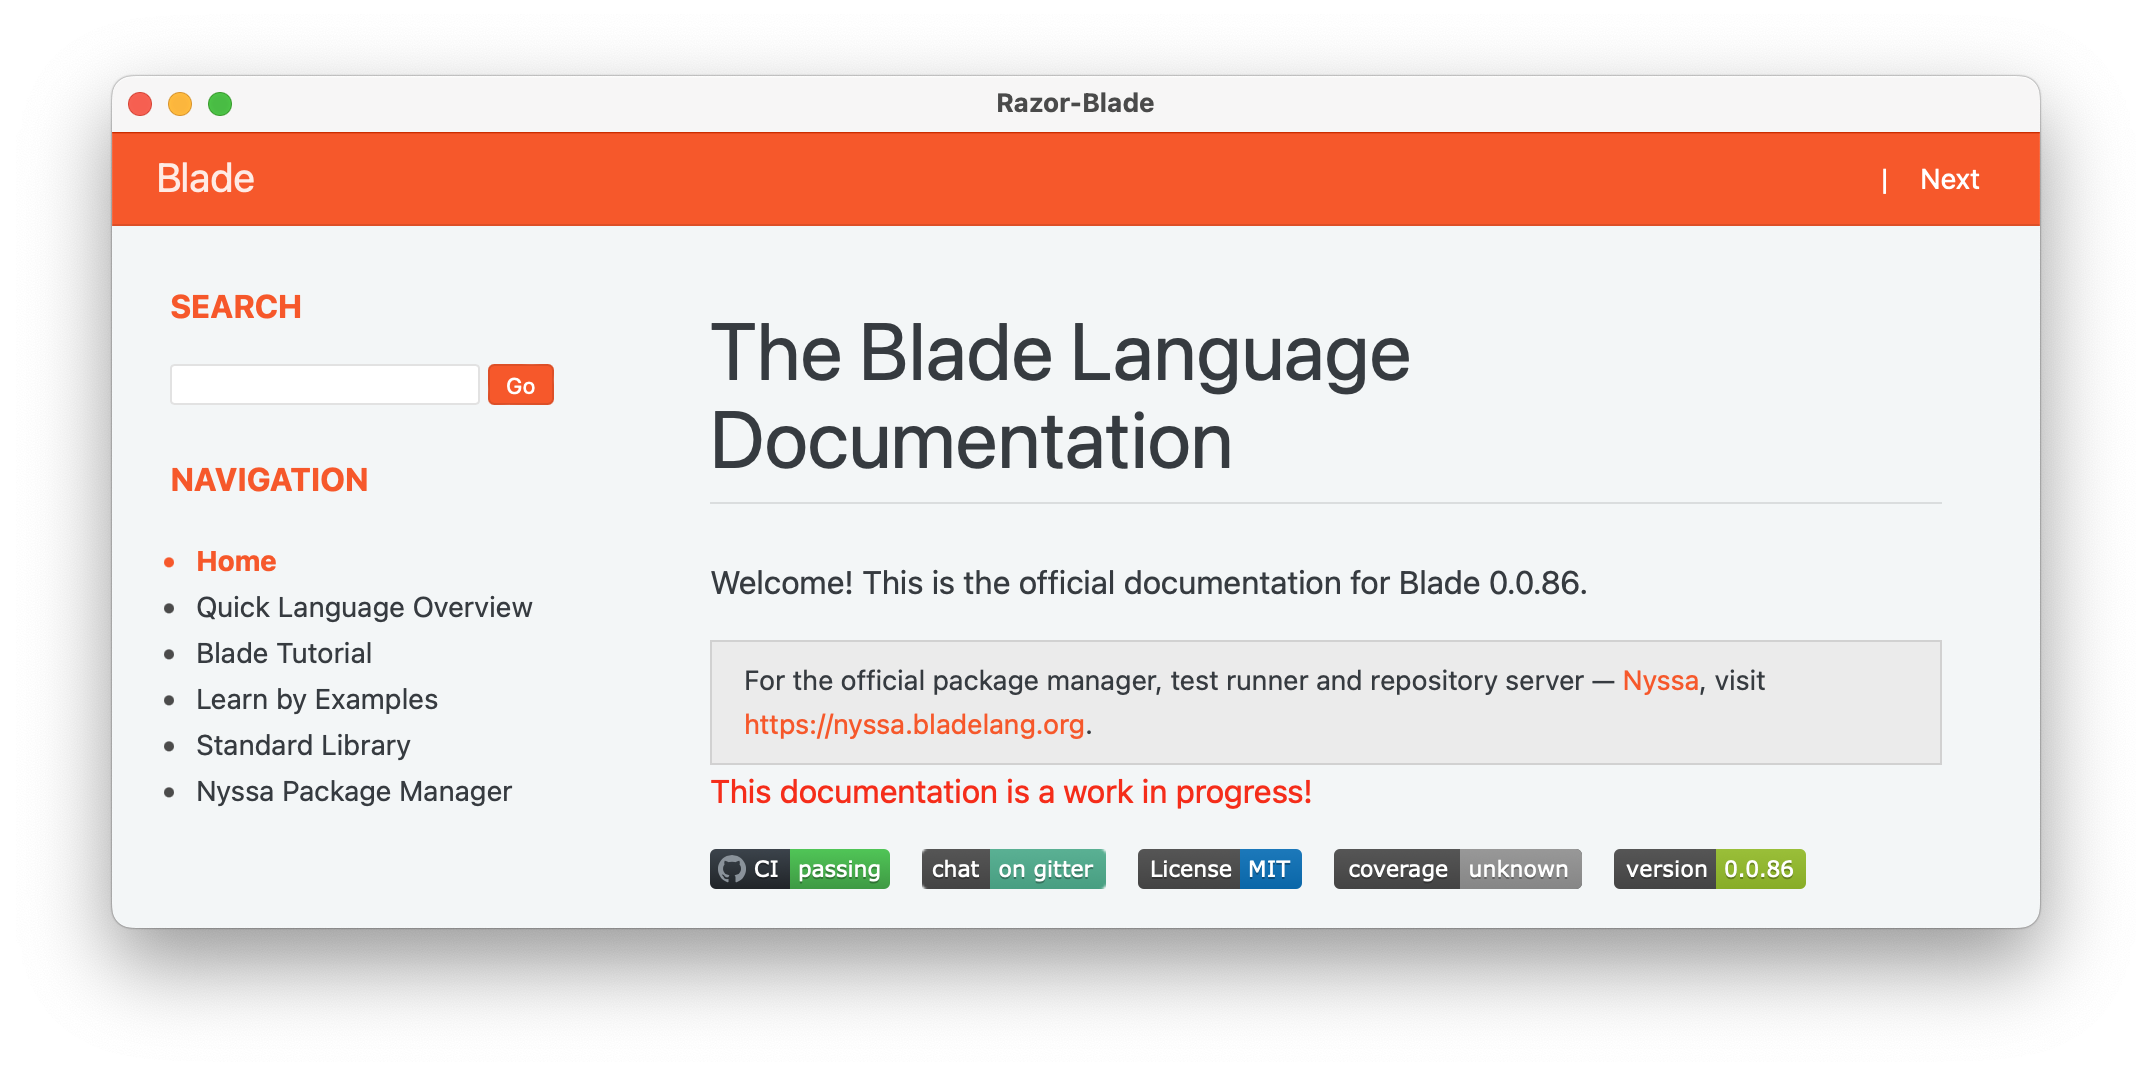 Razor-Blade
Blade
| Next
SEARCH
Go
NAVIGATION
Home
Quick Language Overview
Blade Tutorial
Learn by Examples
Standard Library
Nyssa Package Manager
The Blade Language
Documentation
Welcome! This is the official documentation for Blade 0.0.86.
For the official package manager, test runner and repository server — Nyssa, visit
https://nyssa.bladelang.org.
This documentation is a work in progress!
CI passing chat on gitter License MIT coverage unknown version 0.0.86